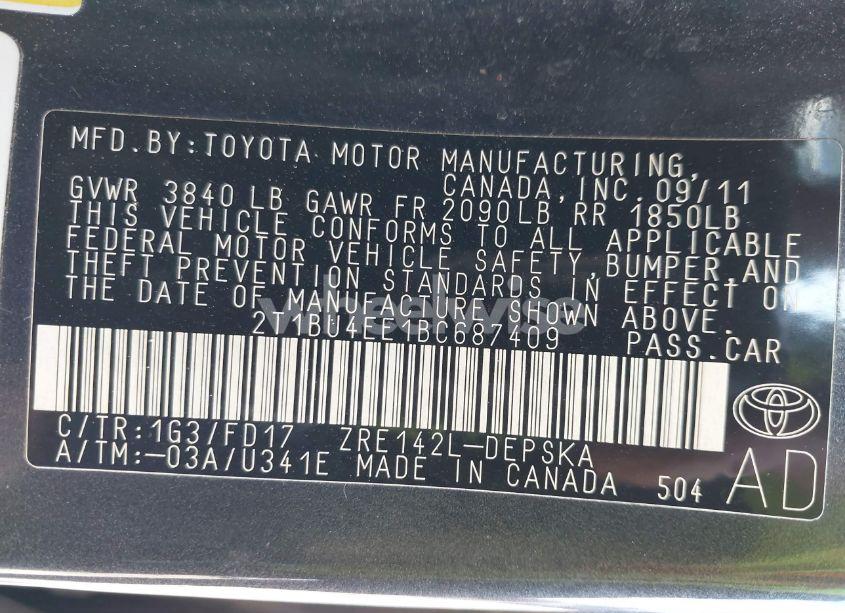 MFD.BY:TOYOTA MOTOR MANUFACTURING,
CANADA,INC.09/11
GVWR 3840 LB GAWR FR 2090LB RR 1850LB
THIS VEHICLE CONFORMS TO ALL APPLICABLE
FEDERAL MOTOR VEHICLE SAFETY,BUMPER,AND
THEFT PREVENTION STANDARDS IN EFFECT ON
THE DATE OF MANUFACTURE SHOWN ABOVE.
2T1BU4EE1BC687409 PASS.CAR
C/TR:1G3/FD17 ZRE142L-DEPSKA
A/TM:-03A/U341E MADE IN CANADA 504 AD